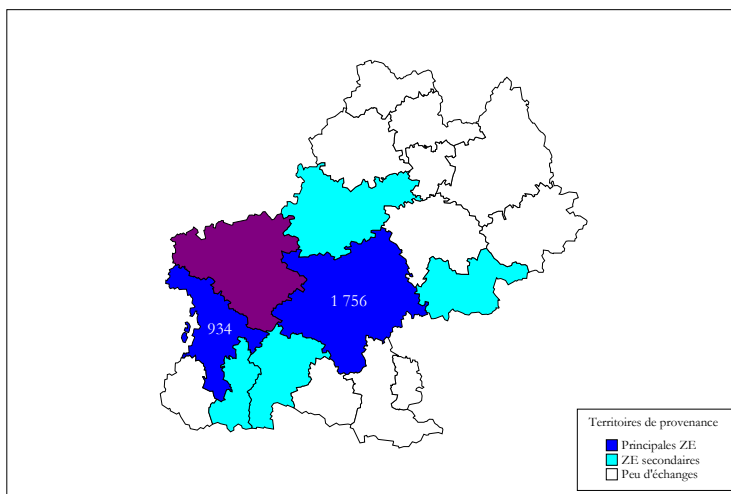 1 756
934
Territoires de provenance
Principales ZE
ZE secondaires
Peu d'échanges